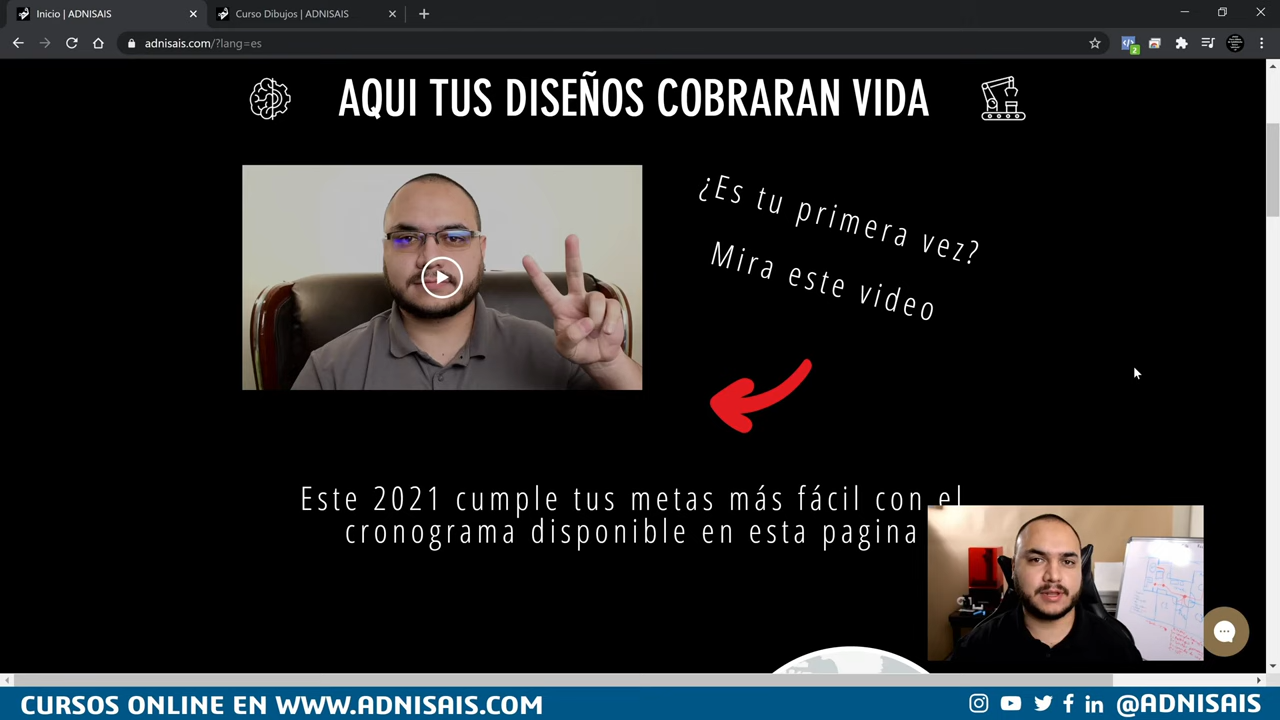 Inicio | ADNISAIS
Curso Dibujos | ADNISAIS
adnisais.com/?lang=es
2
AQUI TUS DISEÑOS COBRARAN VIDA
¿Es tu primera vez?
Mira este video
Este 2021 cumple tus metas más fácil con el
cronograma disponible en esta pagina
CURSOS ONLINE EN WWW.ADNISAIS.COM
@ADNISAIS